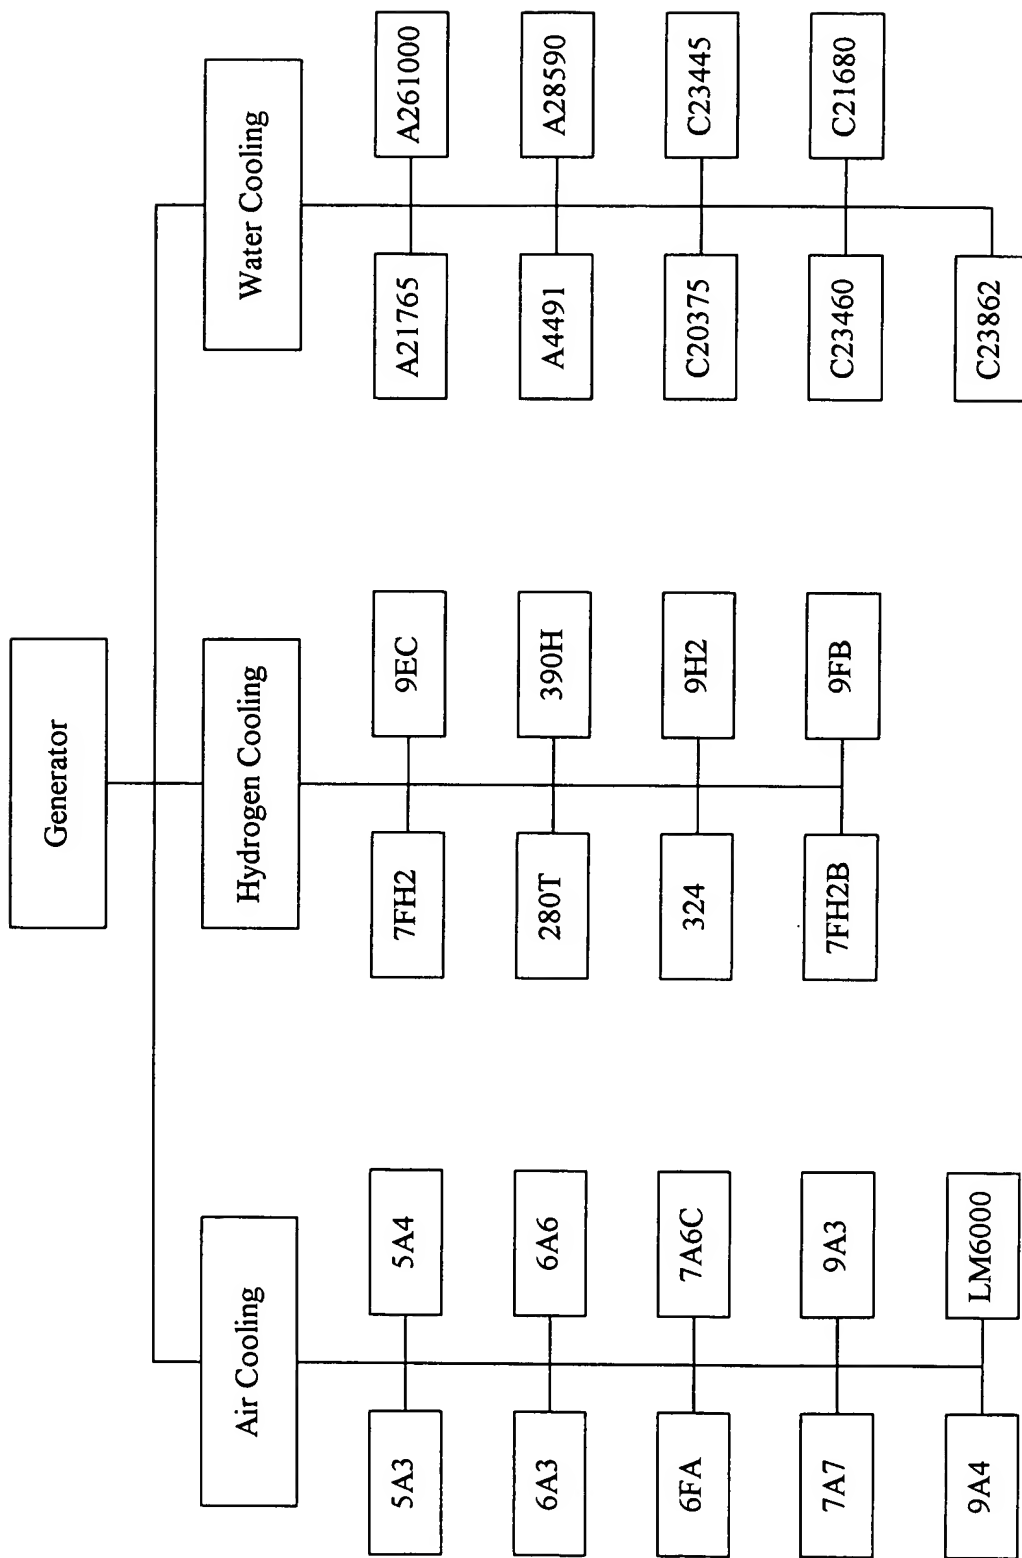 Generator
Air Cooling
5A3
5A4
6A3
6A6
6FA
7A6C
7A7
9A3
9A4
LM6000
Hydrogen Cooling
7FH2
9EC
280T
390H
324
9H2
7FH2B
9FB
Water Cooling
A21765
A261000
A4491
A28590
C20375
C23445
C23460
C21680
C23862